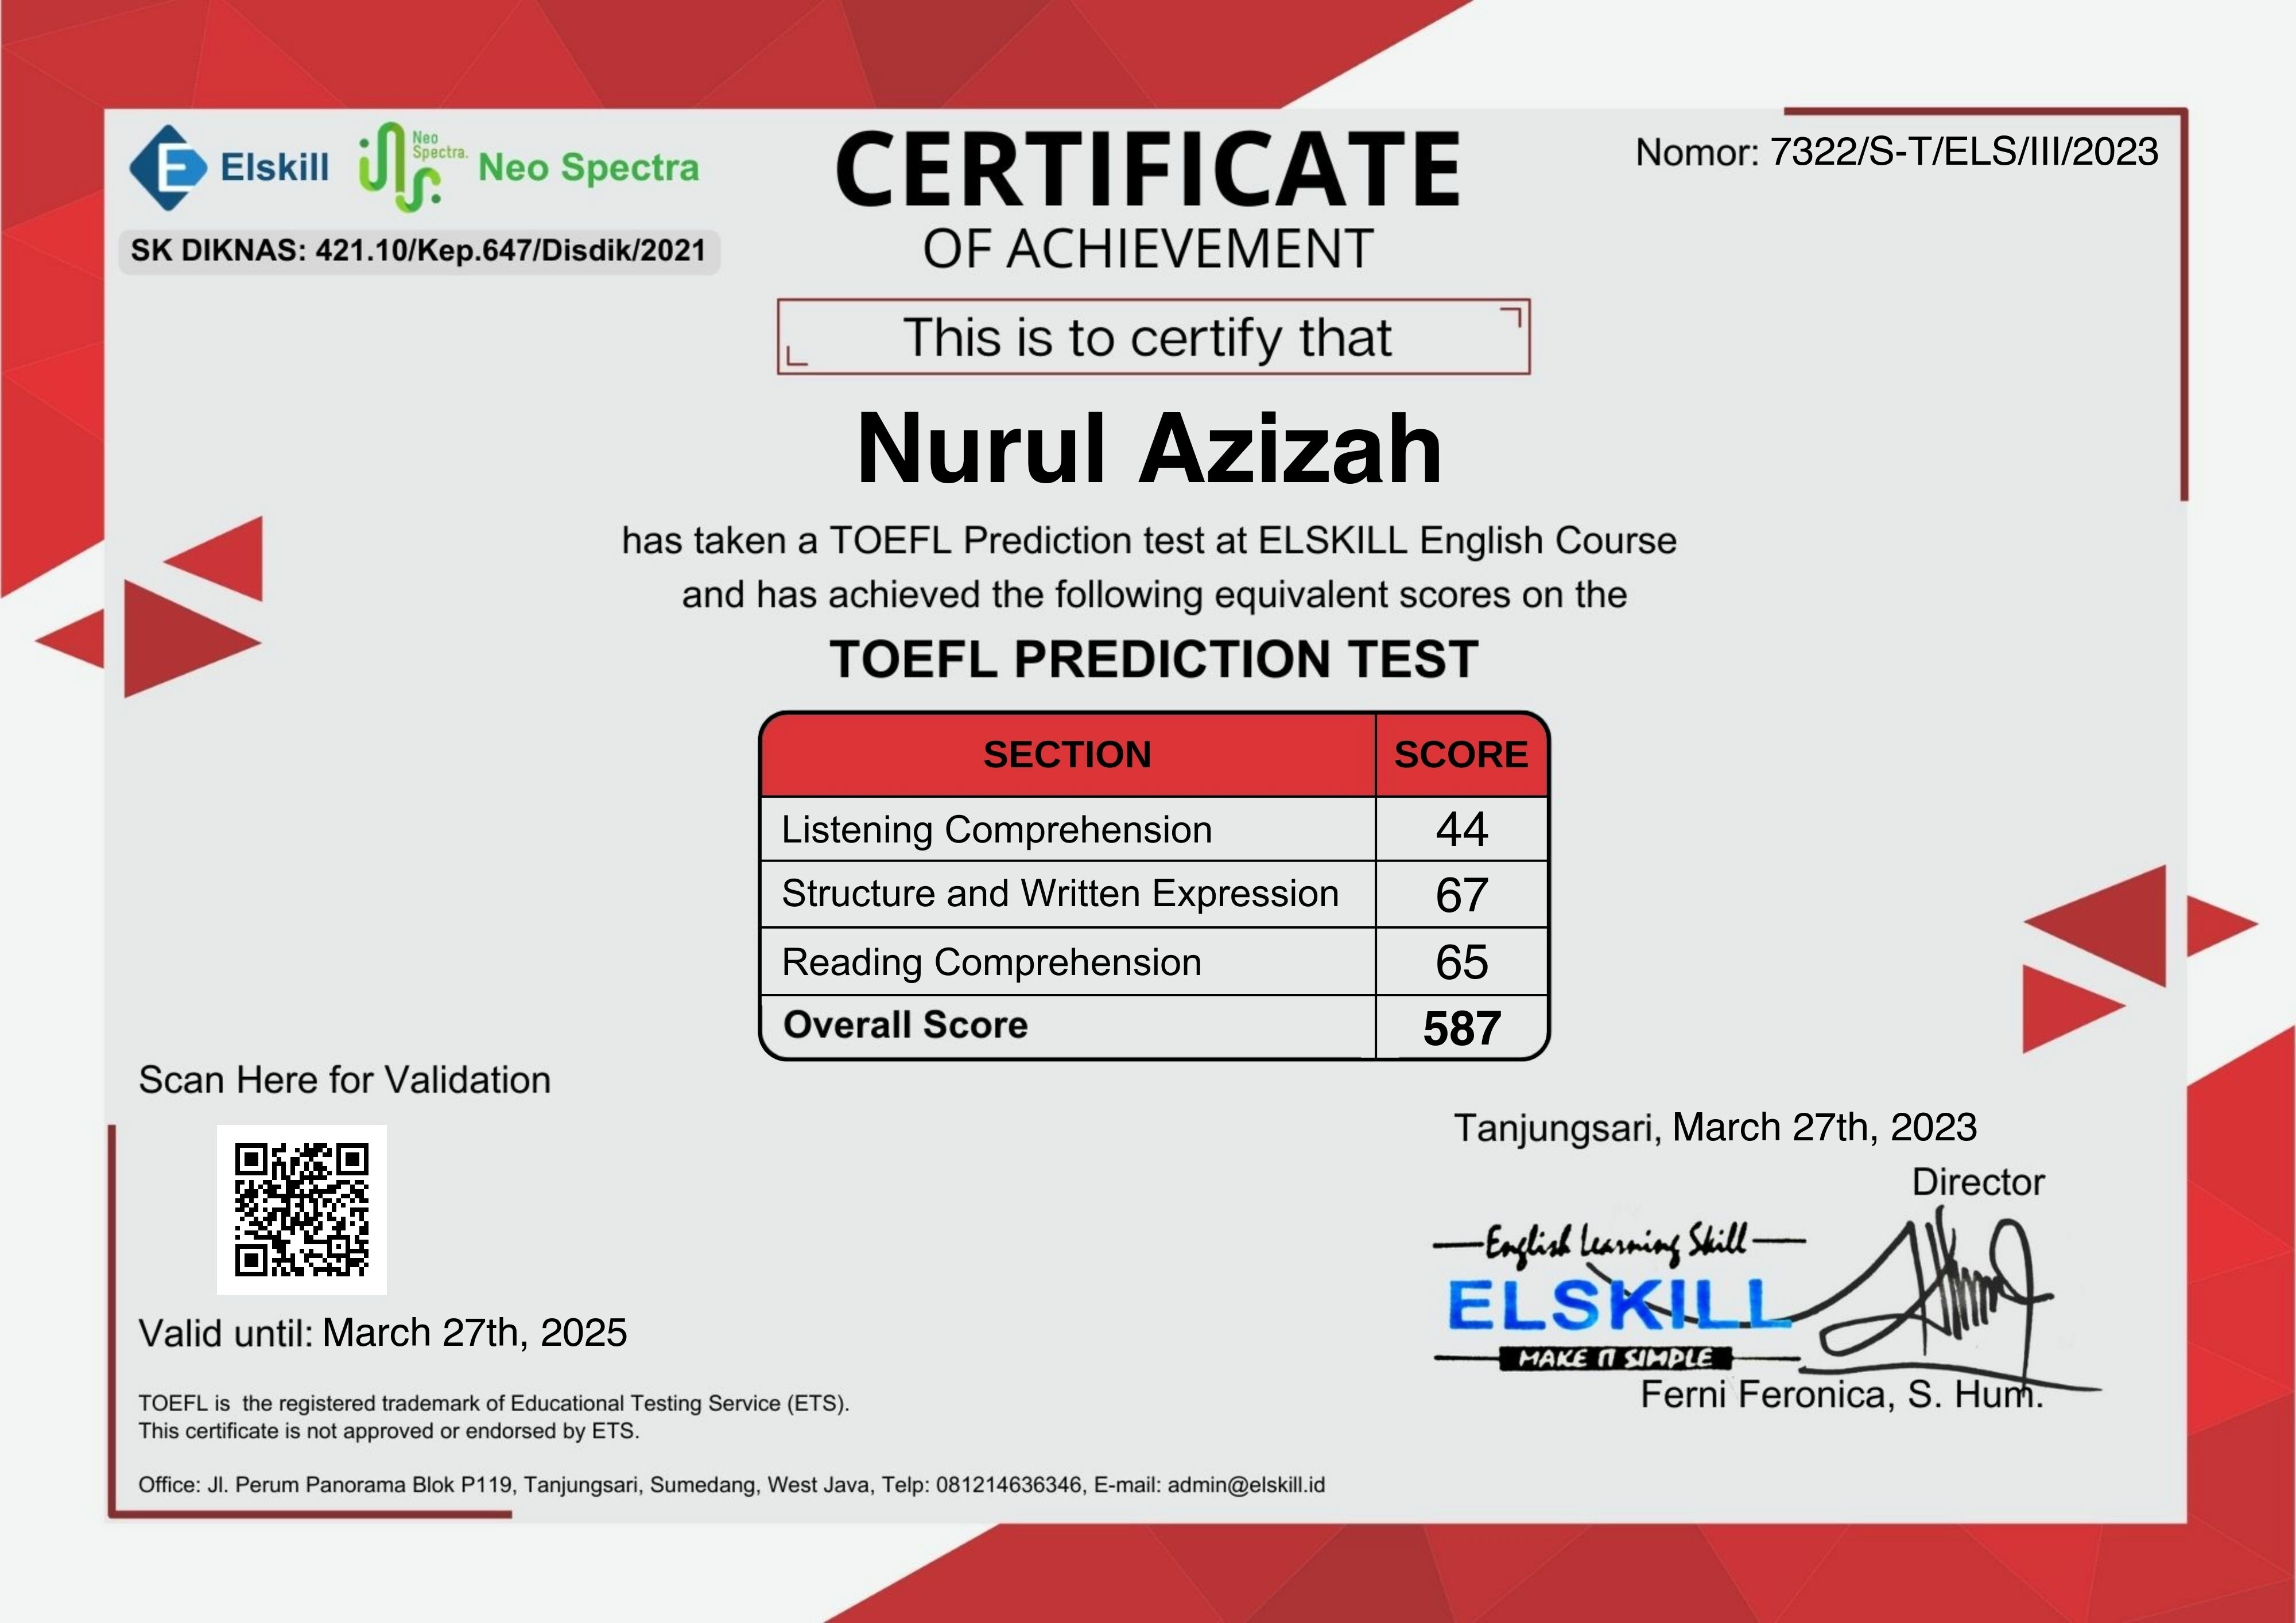 Elskill
Neo
Spectra.
Neo Spectra
SK DIKNAS: 421.10/Kep.647/Disdik/2021
CERTIFICATE
OF ACHIEVEMENT
Nomor: 7322/S-T/ELS/III/2023
This is to certify that
Nurul Azizah
has taken a TOEFL Prediction test at ELSKILL English Course
and has achieved the following equivalent scores on the
TOEFL PREDICTION TEST
SECTION SCORE
Listening Comprehension 44
Structure and Written Expression 67
Reading Comprehension 65
Overall Score 587
Scan Here for Validation
Valid until: March 27th, 2025
Tanjungsari, March 27th, 2023
Director
English Learning Skill
ELSKILL
MAKE IT SIMPLE
Ferni Feronica, S. Hum.
TOEFL is  the registered trademark of Educational Testing Service (ETS).
This certificate is not approved or endorsed by ETS.
Office: Jl. Perum Panorama Blok P119, Tanjungsari, Sumedang, West Java, Telp: 081214636346, E-mail: admin@elskill.id